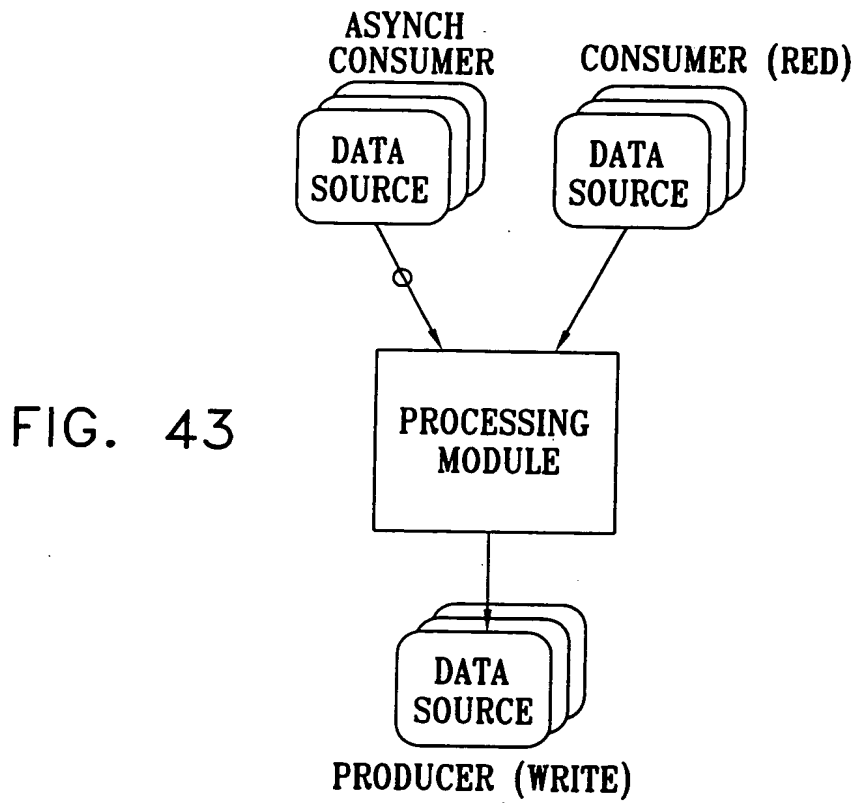 ASYNCH
CONSUMER
CONSUMER (RED)
DATA
SOURCE
DATA
SOURCE
PROCESSING
MODULE
FIG. 43
DATA
SOURCE
PRODUCER (WRITE)